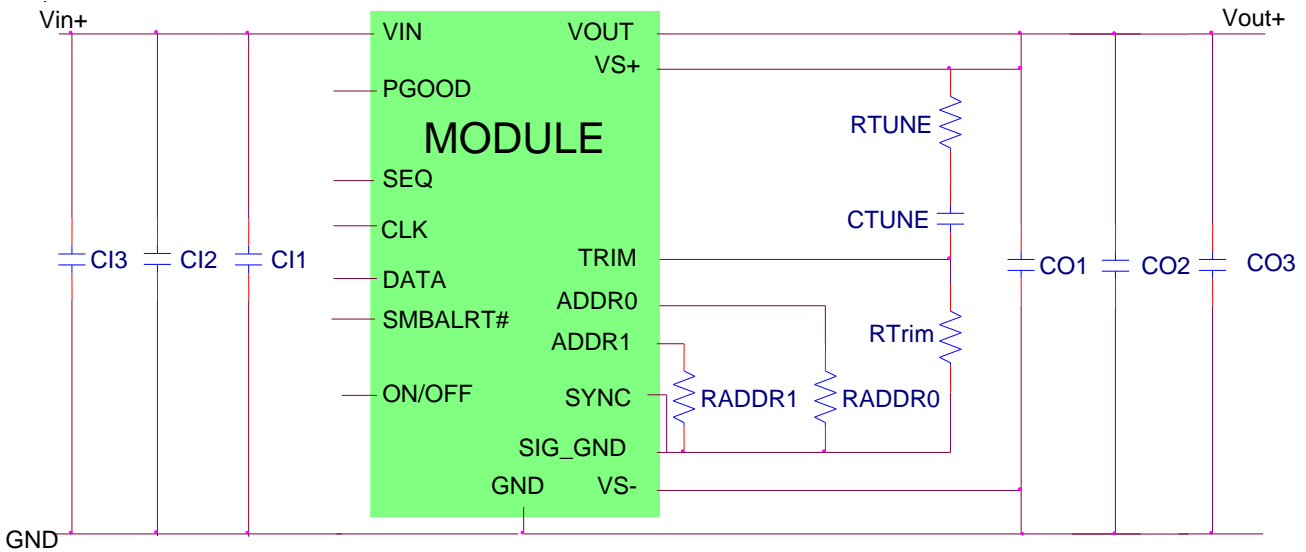 Vin+
Vout+
VIN
VOUT
VS+
PGOOD
MODULE
RTUNE
SEQ
CTUNE
CLK
TRIM
CI3
CI2
CI1
CO1
CO2
CO3
DATA
ADDR0
SMBALRT#
ADDR1
RTrim
ON/OFF
SYNC
RADDR1
RADDR0
SIG_GND
GND
VS-
GND